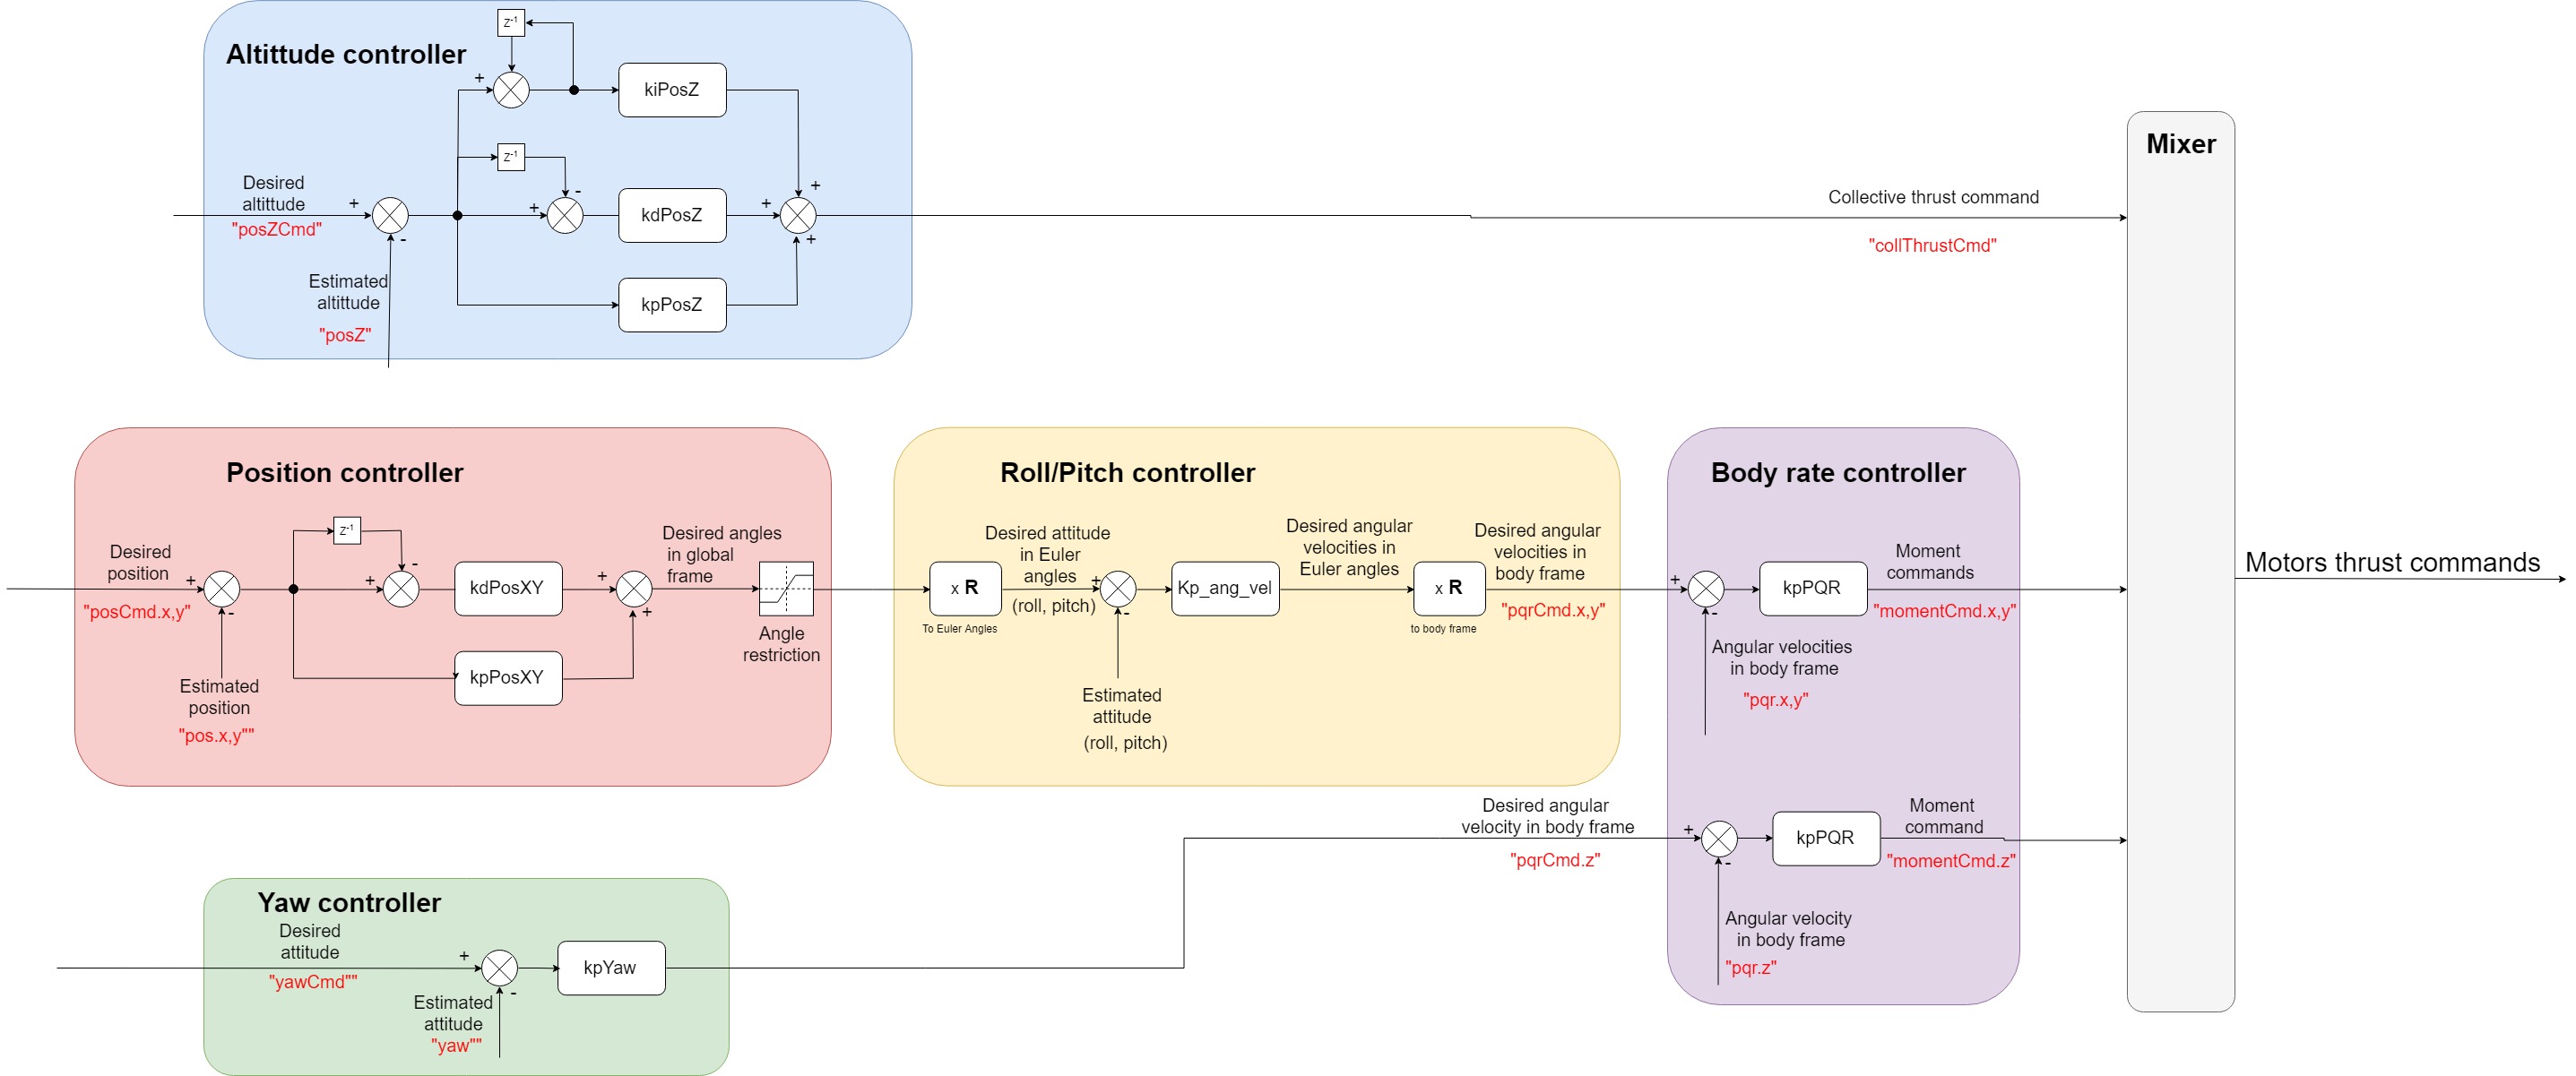 Altittude controller
z-1
+
kiPosZ
z-1
-
+
Desired
altittude
"posZCmd"
+
-
+
kdPosZ
+
+
Estimated
altittude
"posZ"
kpPosZ
Collective thrust command
"collThrustCmd"
Mixer
Motors thrust commands
Position controller
z-1
-
Desired
position
"posCmd.x,y"
+
-
+
kdPosXY
+
+
Desired angles
in global
frame
Angle
restriction
Estimated
position
"pos.x,y""
kpPosXY
Roll/Pitch controller
x R
To Euler Angles
Desired attitude
in Euler
angles
(roll, pitch)
+
-
Kp_ang_vel
Desired angular
velocities in
Euler angles
x R
to body frame
Desired angular
velocities in
body frame
"pqrCmd.x,y"
Estimated
attitude
(roll, pitch)
Body rate controller
+
-
kpPQR
Moment
commands
"momentCmd.x,y"
Angular velocities
in body frame
"pqr.x,y"
Desired angular
velocity in body frame
"pqrCmd.z"
+
-
kpPQR
Moment
command
"momentCmd.z"
Angular velocity
in body frame
"pqr.z"
Yaw controller
Desired
attitude
"yawCmd""
+
-
kpYaw
Estimated
attitude
"yaw""